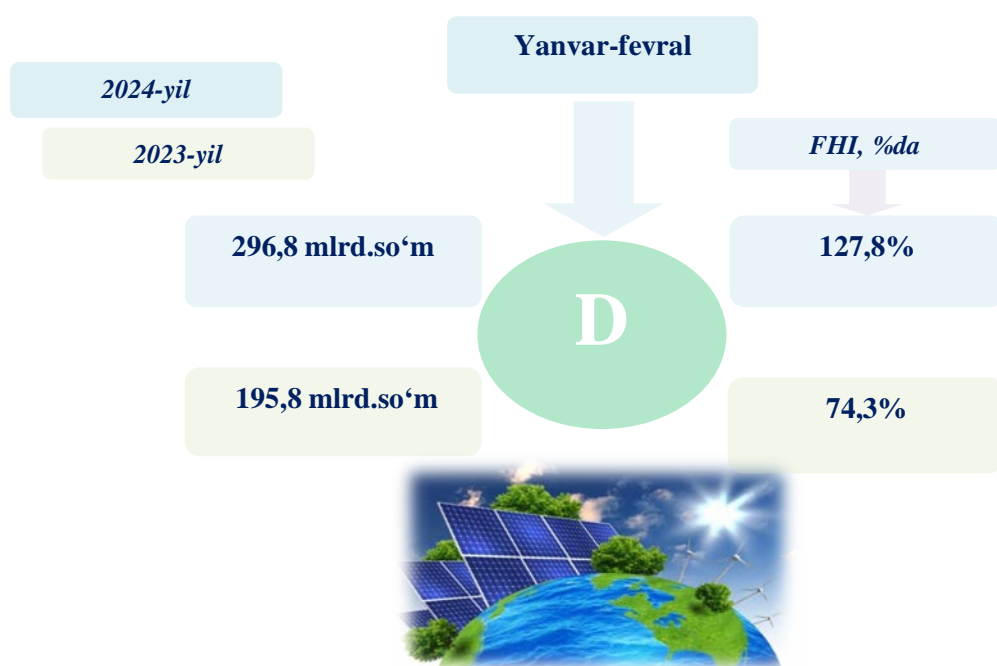 Yanvar-fevral
2024-yil
2023-yil
FHI, %da
296,8 mlrd.so‘m
127,8%
D
195,8 mlrd.so‘m
74,3%